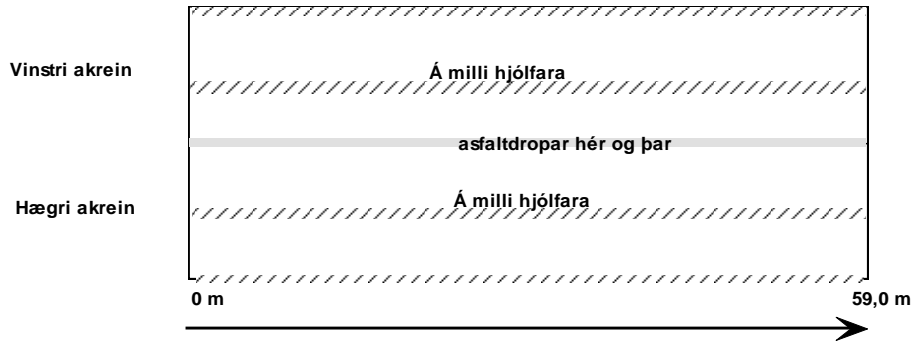 Vinstri akrein
Á milli hjólfara
asfaltdropar hér og þar
Hægri akrein
Á milli hjólfara
0 m
59,0 m